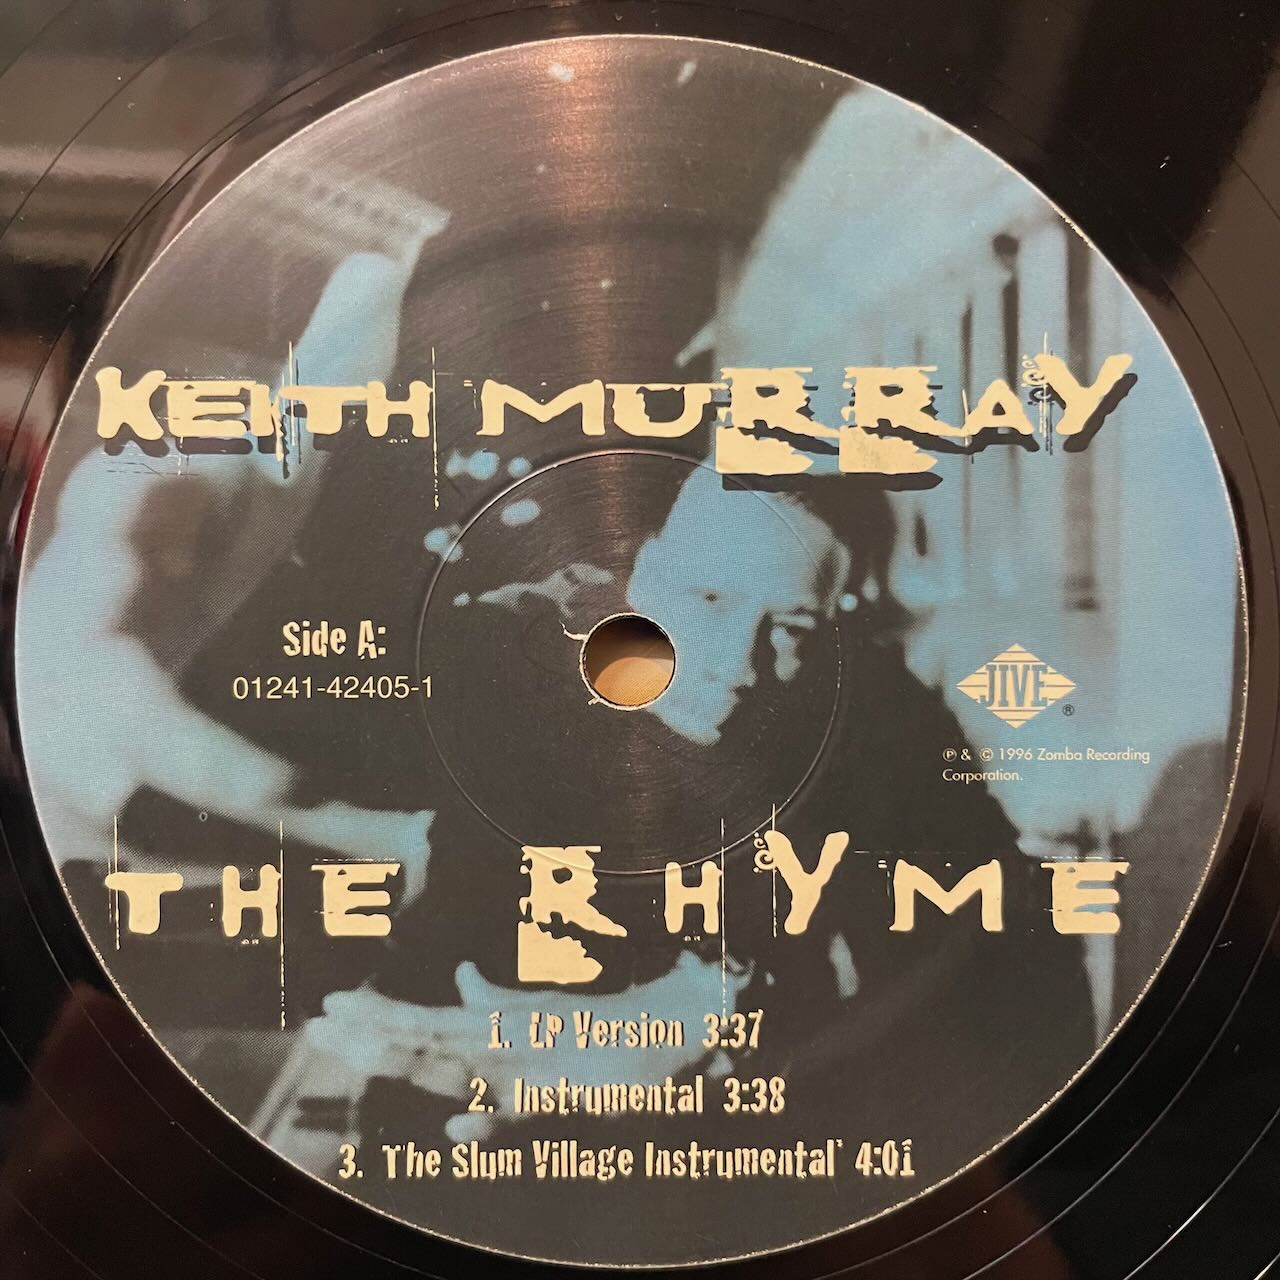 KEITH MURRAY
Side A:
01241-42405-1
JIVE ®
℗ & © 1996 Zomba Recording
Corporation.
THE RHYME
1. LP Version 3:37
2. Instrumental 3:38
3. The Slum Village Instrumental* 4:01